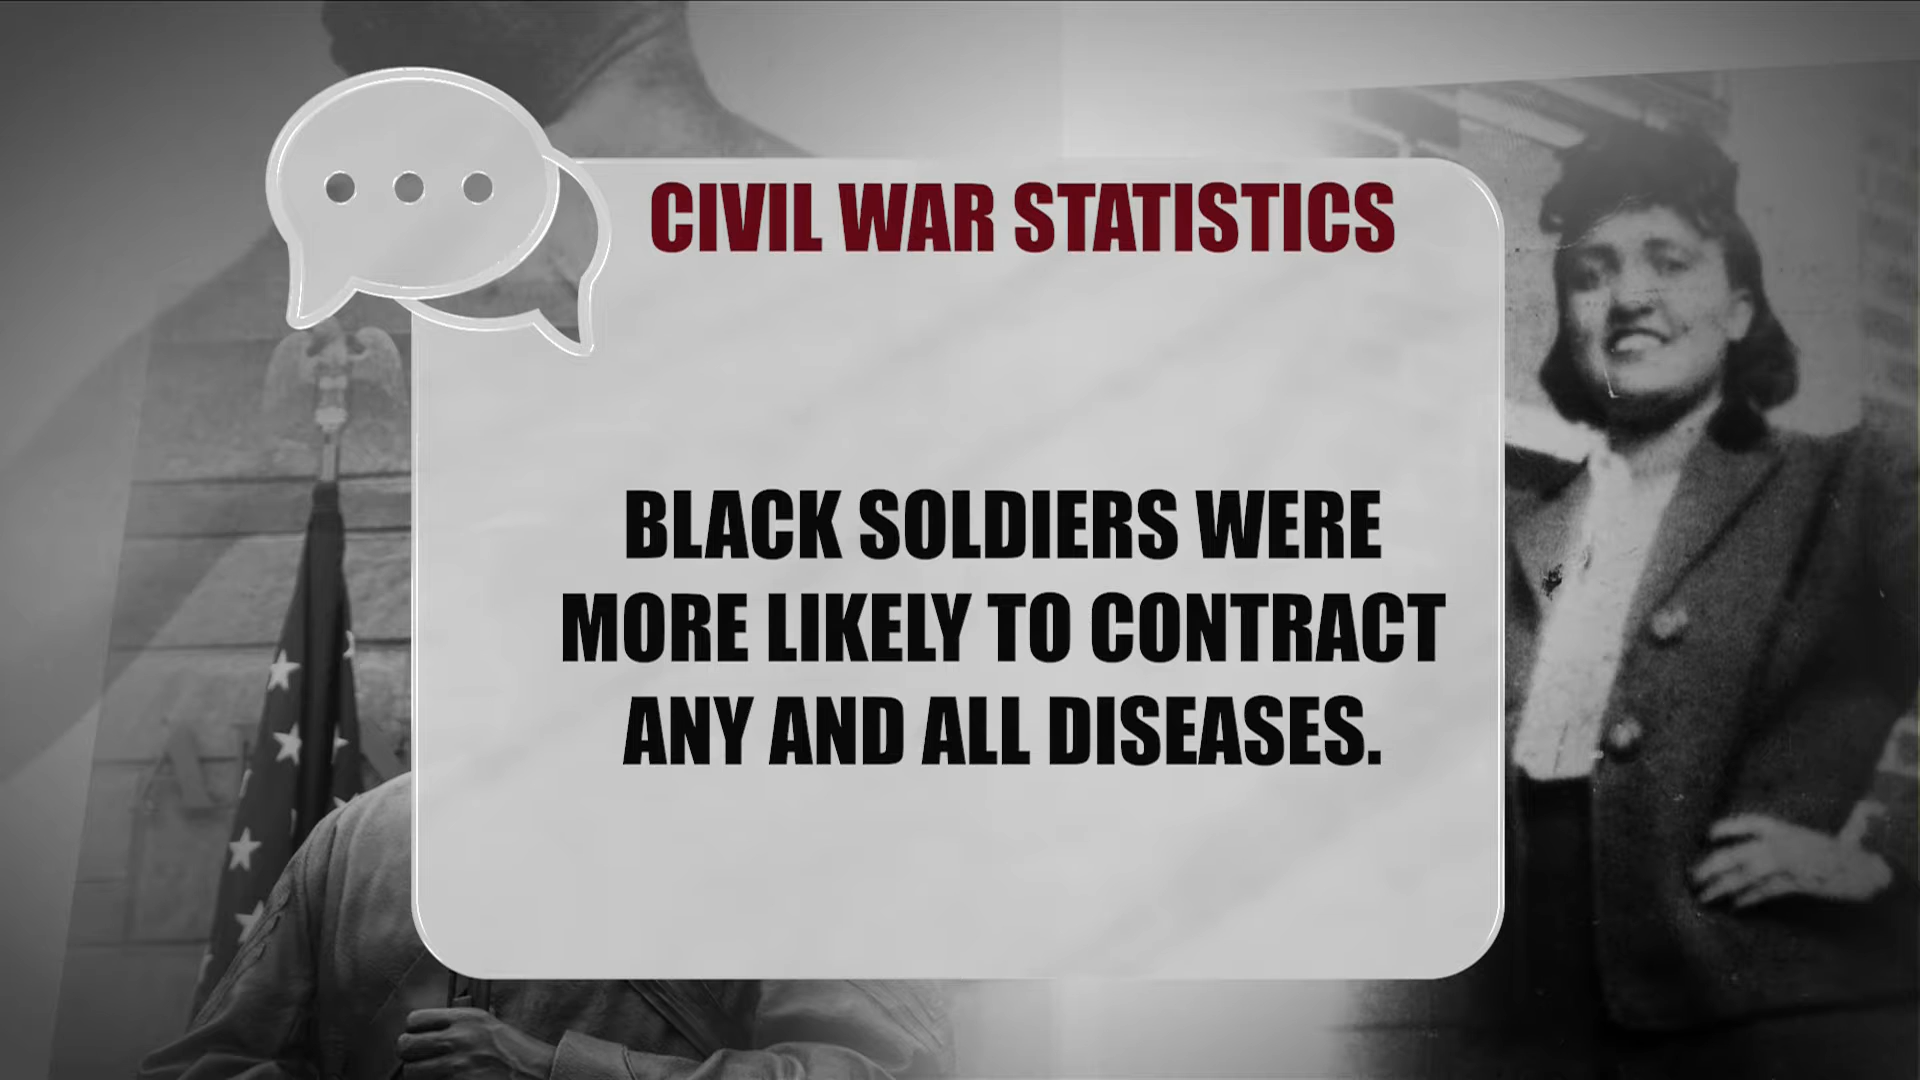 CIVIL WAR STATISTICS
BLACK SOLDIERS WERE
MORE LIKELY TO CONTRACT
ANY AND ALL DISEASES.